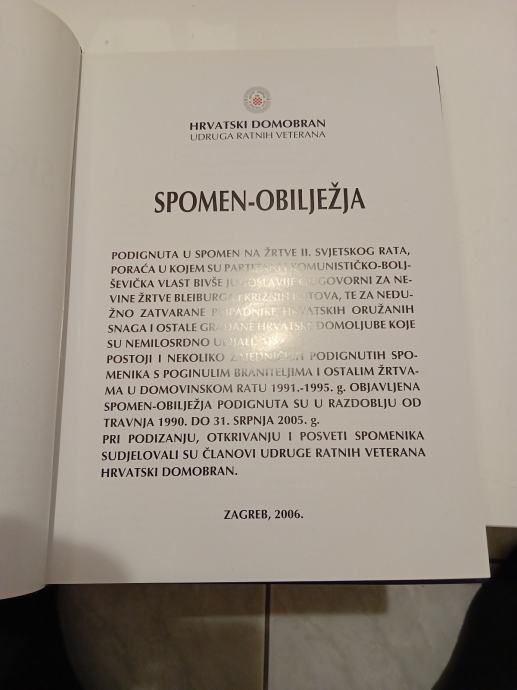 HRVATSKI DOMOBRAN
UDRUGA RATNIH VETERANA
SPOMEN-OBILJEŽJA
PODIGNUTA U SPOMEN NA ŽRTVE II. SVJETSKOG RATA,
PORAĆA U KOJEM SU PARTIZANI KOMUNISTIČKO-BOLJ-
ŠEVIČKA VLAST BIVŠE JUGOSLAVIJE ODGOVORNI ZA NE-
VINE ŽRTVE BLEIBURGA I KRIŽNIH PUTOVA, TE ZA NEDU-
ŽNO ZATVARANE PRIPADNIKE HRVATSKIH ORUŽANIH
SNAGA I OSTALE GRAĐANE HRVATSKE DOMOLJUBE KOJE
SU NEMILOSRDNO
POSTOJI I NEKOLIKO ZAJEDNIČKIH PODIGNUTIH SPO-
MENIKA S POGINULIM BRANITELJIMA I OSTALIM ŽRTVA-
MA U DOMOVINSKOM RATU 1991.-1995. g. OBJAVLJENA
SPOMEN-OBILJEŽJA PODIGNUTA SU U RAZDOBLJU OD
TRAVNJA 1990. DO 31. SRPNJA 2005. g.
PRI PODIZANJU, OTKRIVANJU I POSVETI SPOMENIKA
SUDJELOVALI SU ČLANOVI UDRUGE RATNIH VETERANA
HRVATSKI DOMOBRAN.
ZAGREB, 2006.